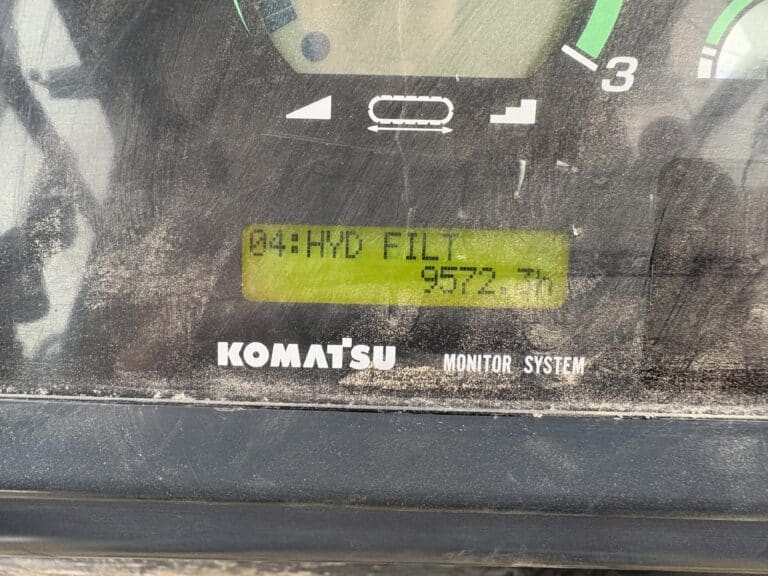 3
04:HYD FILT
9572.7h
KOMATSU
MONITOR SYSTEM